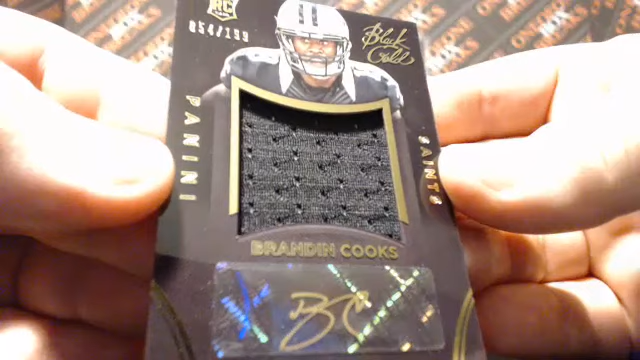 RC
054/199
Black Gold
PANINI
SAINTS
BRANDIN COOKS